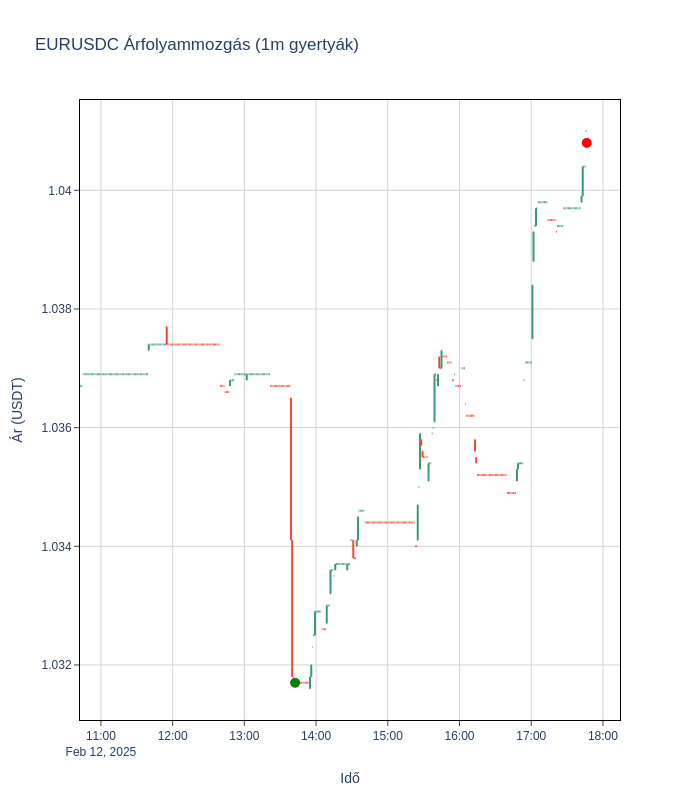 EURUSDC Árfolyammozgás (1m gyertyák)
Ár (USDT)
1.04
1.038
1.036
1.034
1.032
11:00 12:00 13:00 14:00 15:00 16:00 17:00 18:00
Feb 12, 2025
Idő